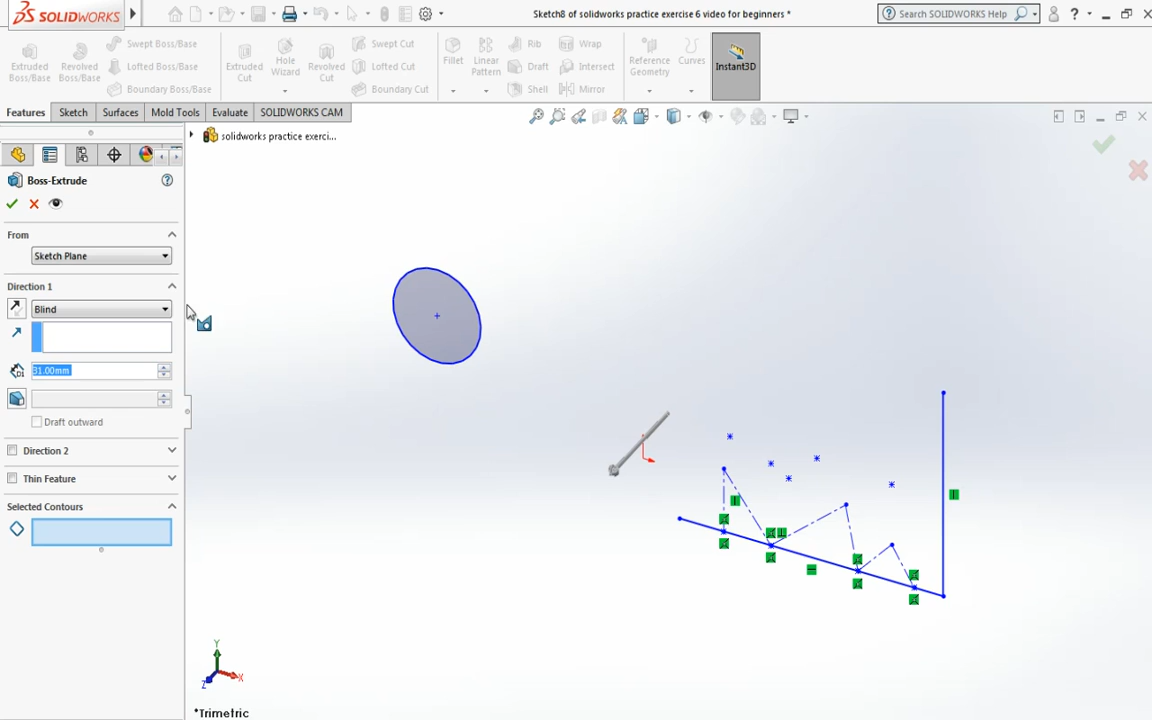 SOLIDWORKS
Sketch8 of solidworks practice exercise 6 video for beginners *
Search SOLIDWORKS Help
?
Extruded Boss/Base
Revolved Boss/Base
Swept Boss/Base
Lofted Boss/Base
Boundary Boss/Base
Extruded Cut
Hole Wizard
Revolved Cut
Swept Cut
Lofted Cut
Boundary Cut
Fillet
Linear Pattern
Rib
Draft
Shell
Wrap
Intersect
Mirror
Reference Geometry
Curves
Instant3D
Features
Sketch
Surfaces
Mold Tools
Evaluate
SOLIDWORKS CAM
solidworks practice exerci...
Boss-Extrude
?
From
Sketch Plane
Direction 1
Blind
D1
31.00mm
Draft outward
Direction 2
Thin Feature
Selected Contours
Y
X
Z
*Trimetric